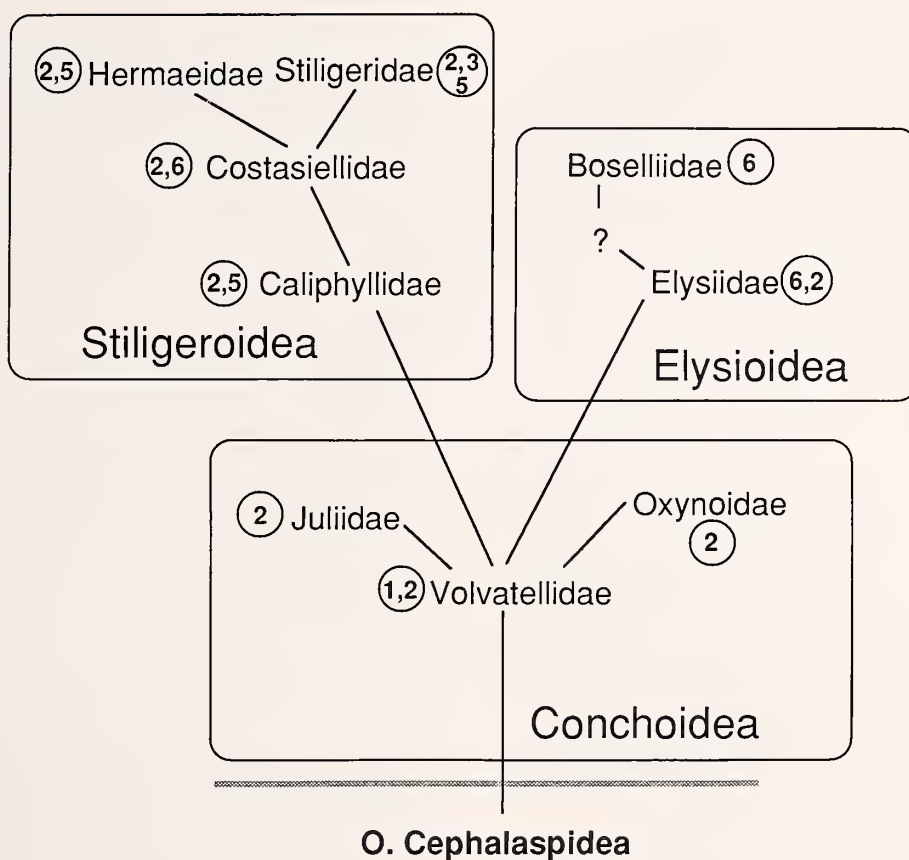 2,5 Hermaeidae Stiligeridae 2,3
5
2,6 Costasiellidae
2,5 Caliphyllidae
Stiligeroidea
Boselliidae 6
?
Elysiidae 6,2
Elysioidea
2 Juliidae
Oxynoidae
2
1,2 Volvatellidae
Conchoidea
O. Cephalaspidea